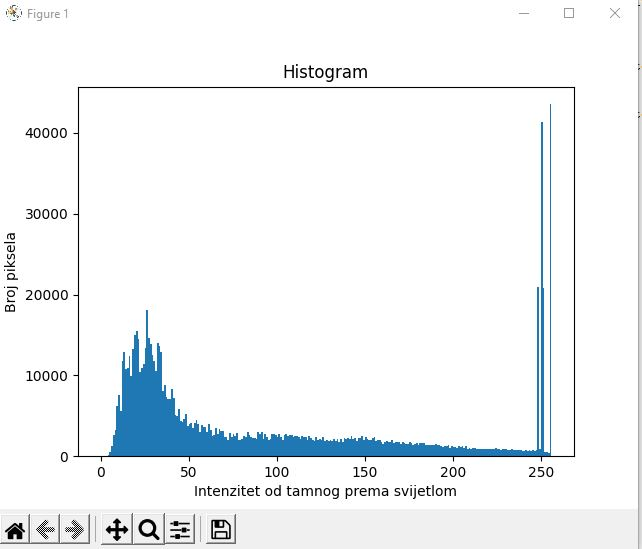 Figure 1
Histogram
40000
30000
20000
10000
0
Broj piksela
0 50 100 150 200 250
Intenzitet od tamnog prema svijetlom